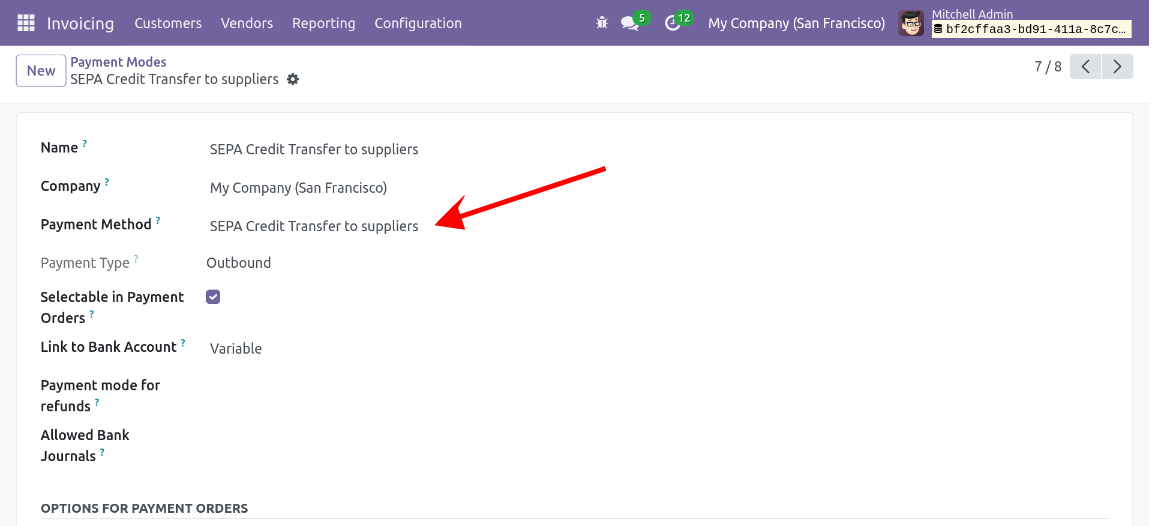 Invoicing Customers Vendors Reporting Configuration 5 12 My Company (San Francisco) Mitchell Admin
bf2cffaa3-bd91-411a-8c7c…
New Payment Modes
SEPA Credit Transfer to suppliers
7 / 8
Name ? SEPA Credit Transfer to suppliers
Company ? My Company (San Francisco)
Payment Method ? SEPA Credit Transfer to suppliers
Payment Type ? Outbound
Selectable in Payment
Orders ?
Link to Bank Account ? Variable
Payment mode for
refunds ?
Allowed Bank
Journals ?
OPTIONS FOR PAYMENT ORDERS